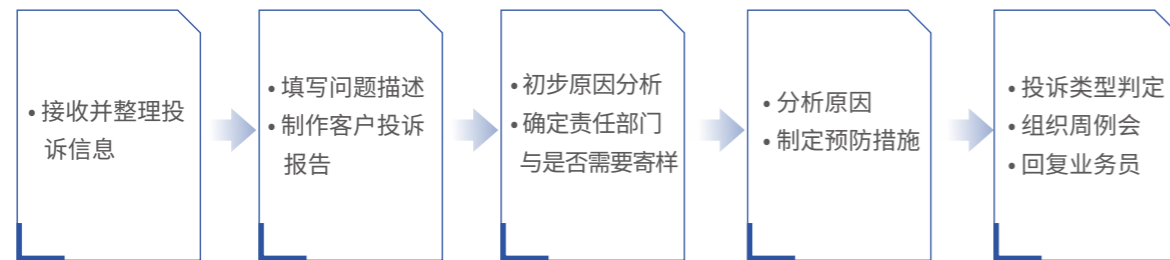 • 接收并整理投
诉信息
• 填写问题描述
• 制作客户投诉
报告
• 初步原因分析
• 确定责任部门
与是否需要寄样
• 分析原因
• 制定预防措施
• 投诉类型判定
• 组织周例会
• 回复业务员